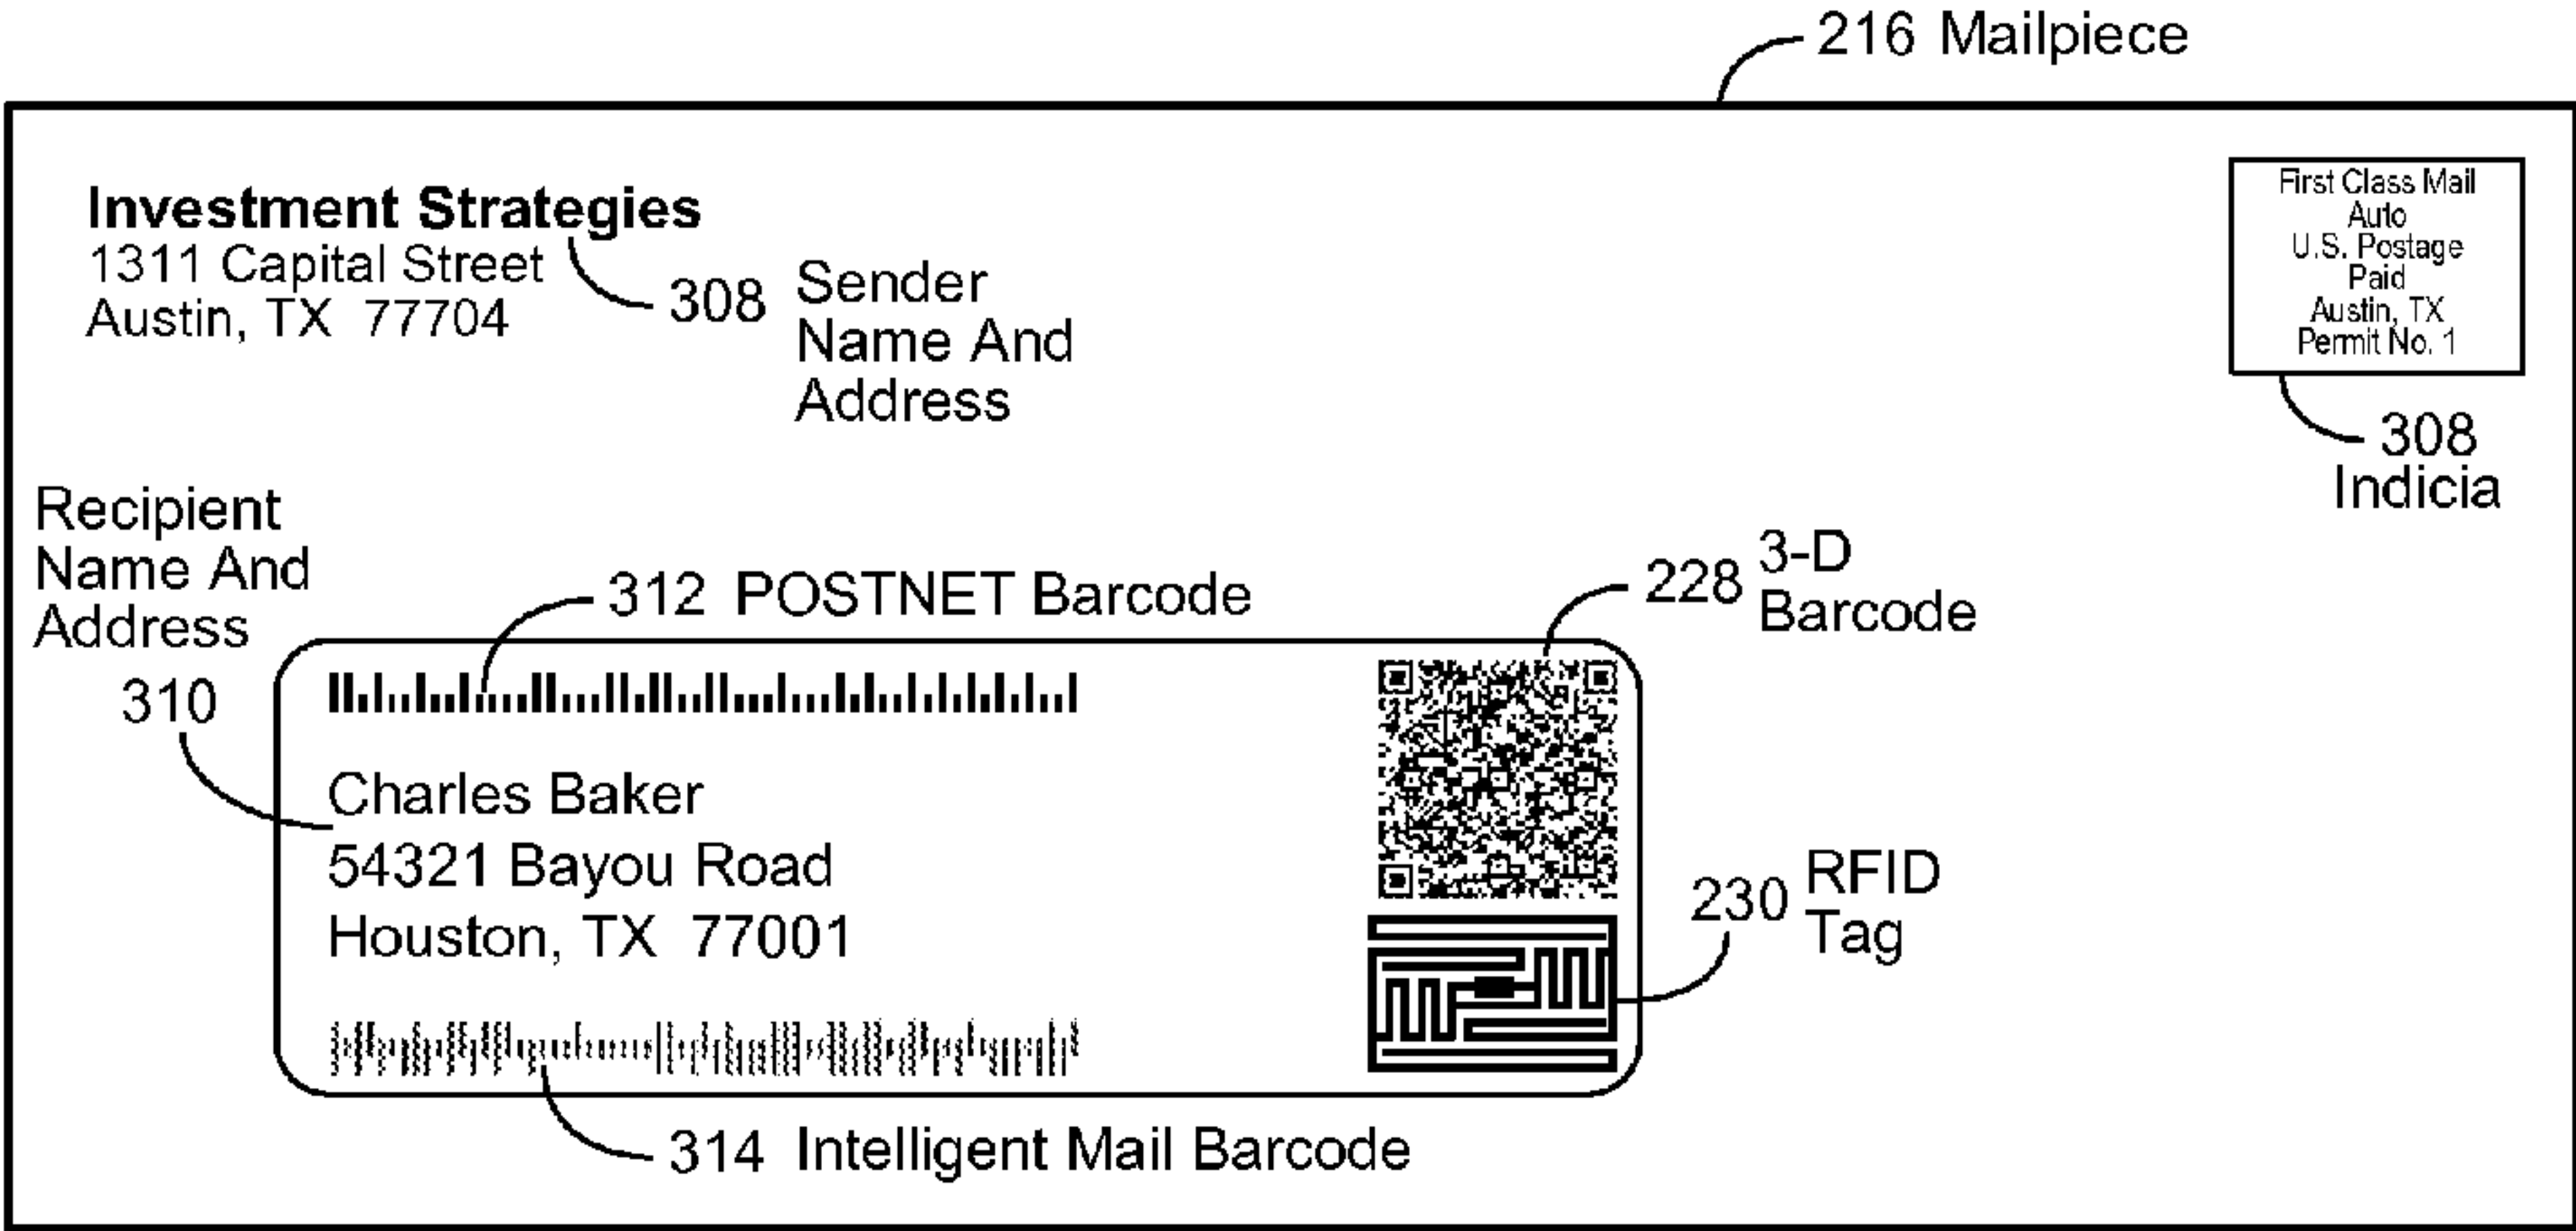 216 Mailpiece
Investment Strategies
1311 Capital Street
Austin, TX 77704
308 Sender
Name And
Address
First Class Mail
Auto
U.S. Postage
Paid
Austin, TX
Permit No. 1
308
Indicia
Recipient
Name And
Address
310
312 POSTNET Barcode
228 3-D
Barcode
Charles Baker
54321 Bayou Road
Houston, TX 77001
230 RFID
Tag
314 Intelligent Mail Barcode